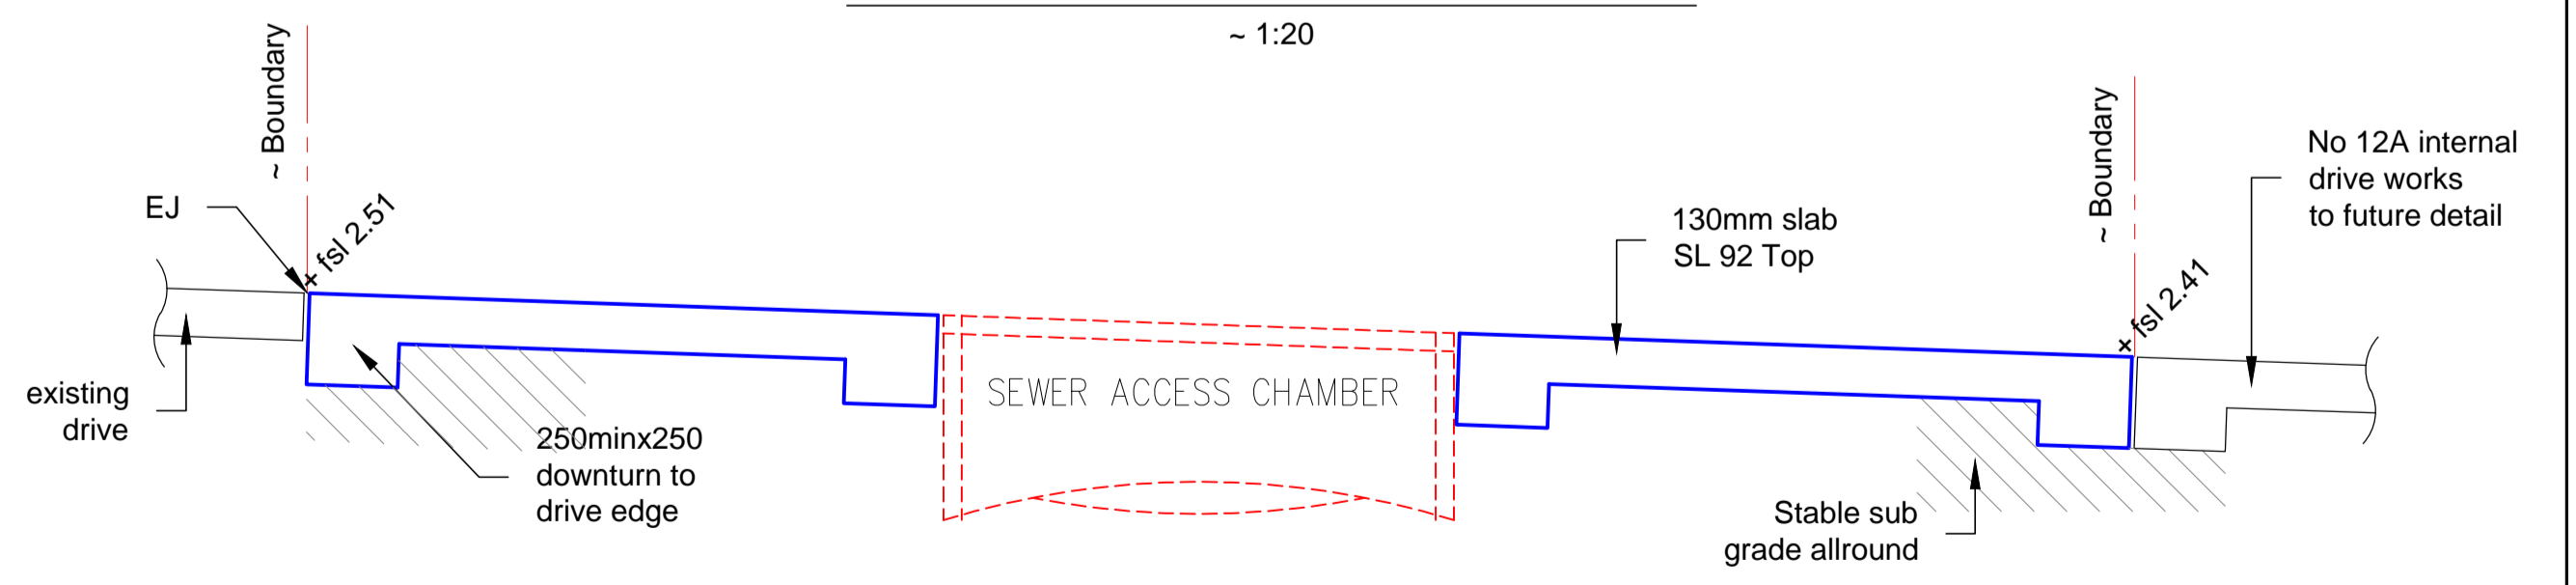 ~ 1:20
~ Boundary
EJ
+ fsl 2.51
existing
drive
250minx250
downturn to
drive edge
SEWER ACCESS CHAMBER
130mm slab
SL 92 Top
~ Boundary
× fsl 2.41
No 12A internal
drive works
to future detail
Stable sub
grade allround